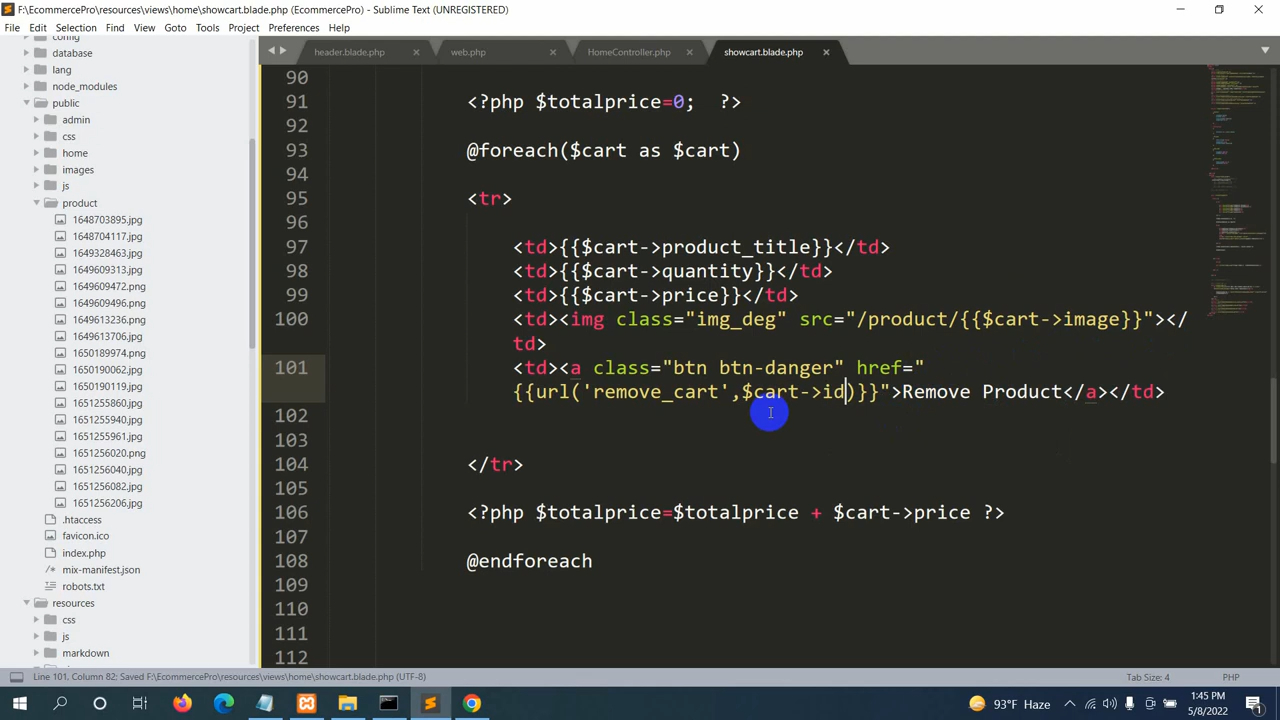 F:\EcommercePro\resources\views\home\showcart.blade.php (EcommercePro) - Sublime Text (UNREGISTERED)
File Edit Selection Find View Goto Tools Project Preferences Help
header.blade.php web.php HomeController.php showcart.blade.php
config
database
lang
node_modules
public
admin
css
home
images
js
product
1648703895.jpg
1648704117.jpg
1649328463.jpg
1649609313.jpg
1649609472.png
1649609496.png
1649613236.png
1649613706.jpg
1650189974.png
1650190062.jpg
1651255860.jpg
1651255941.jpg
1651255961.jpg
1651256020.png
1651256040.jpg
1651256082.jpg
1651256206.jpg
.htaccess
favicon.ico
index.php
mix-manifest.json
robots.txt
resources
css
js
markdown
90
91 <?php $totalprice=0; ?>
92
93 @foreach($cart as $cart)
94
95 <tr>
96
97 <td>{{$cart->product_title}}</td>
98 <td>{{$cart->quantity}}</td>
99 <td>{{$cart->price}}</td>
100 <td><img class="img_deg" src="/product/{{$cart->image}}"></
td>
101 <td><a class="btn btn-danger" href="
{{url('remove_cart',$cart->id)}}">Remove Product</a></td>
102
103
104 </tr>
105
106 <?php $totalprice=$totalprice + $cart->price ?>
107
108 @endforeach
109
110
111
112
Line 101, Column 82; Saved F:\EcommercePro\resources\views\home\showcart.blade.php (UTF-8) Tab Size: 4 PHP
93°F Haze
1:45 PM
5/8/2022
1